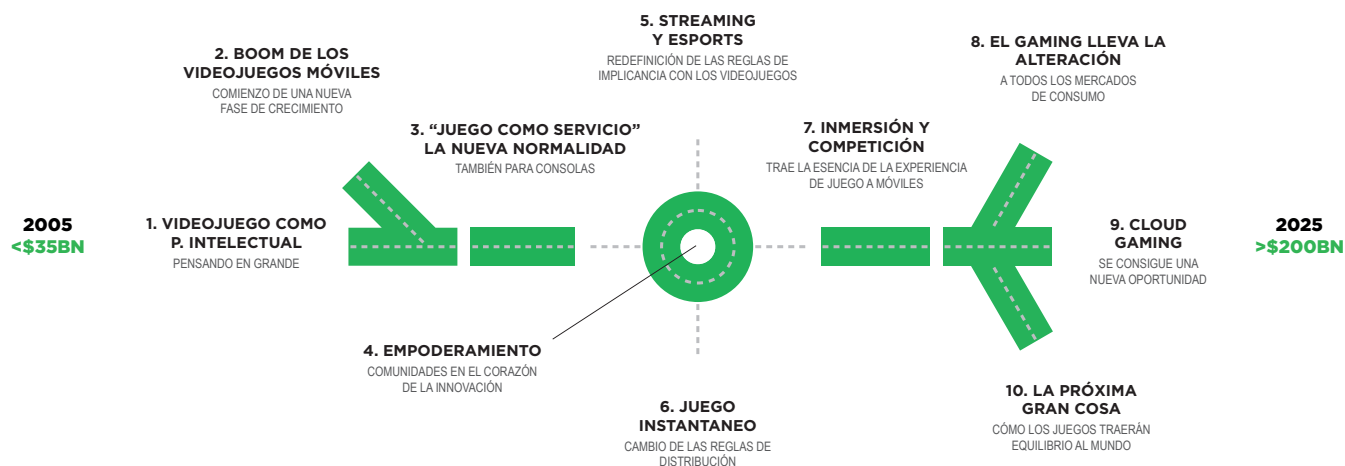 2005
<$35BN
1. VIDEOJUEGO COMO
P. INTELECTUAL
PENSANDO EN GRANDE
2. BOOM DE LOS
VIDEOJUEGOS MÓVILES
COMIENZO DE UNA NUEVA
FASE DE CRECIMIENTO
3. “JUEGO COMO SERVICIO”
LA NUEVA NORMALIDAD
TAMBIÉN PARA CONSOLAS
4. EMPODERAMIENTO
COMUNIDADES EN EL CORAZÓN
DE LA INNOVACIÓN
5. STREAMING
Y ESPORTS
REDEFINICIÓN DE LAS REGLAS DE
IMPLICANCIA CON LOS VIDEOJUEGOS
6. JUEGO
INSTANTANEO
CAMBIO DE LAS REGLAS DE
DISTRIBUCIÓN
7. INMERSIÓN Y
COMPETICIÓN
TRAE LA ESENCIA DE LA EXPERIENCIA
DE JUEGO A MÓVILES
8. EL GAMING LLEVA LA
ALTERACIÓN
A TODOS LOS MERCADOS
DE CONSUMO
9. CLOUD
GAMING
SE CONSIGUE UNA
NUEVA OPORTUNIDAD
10. LA PRÓXIMA
GRAN COSA
CÓMO LOS JUEGOS TRAERÁN
EQUILIBRIO AL MUNDO
2025
>$200BN